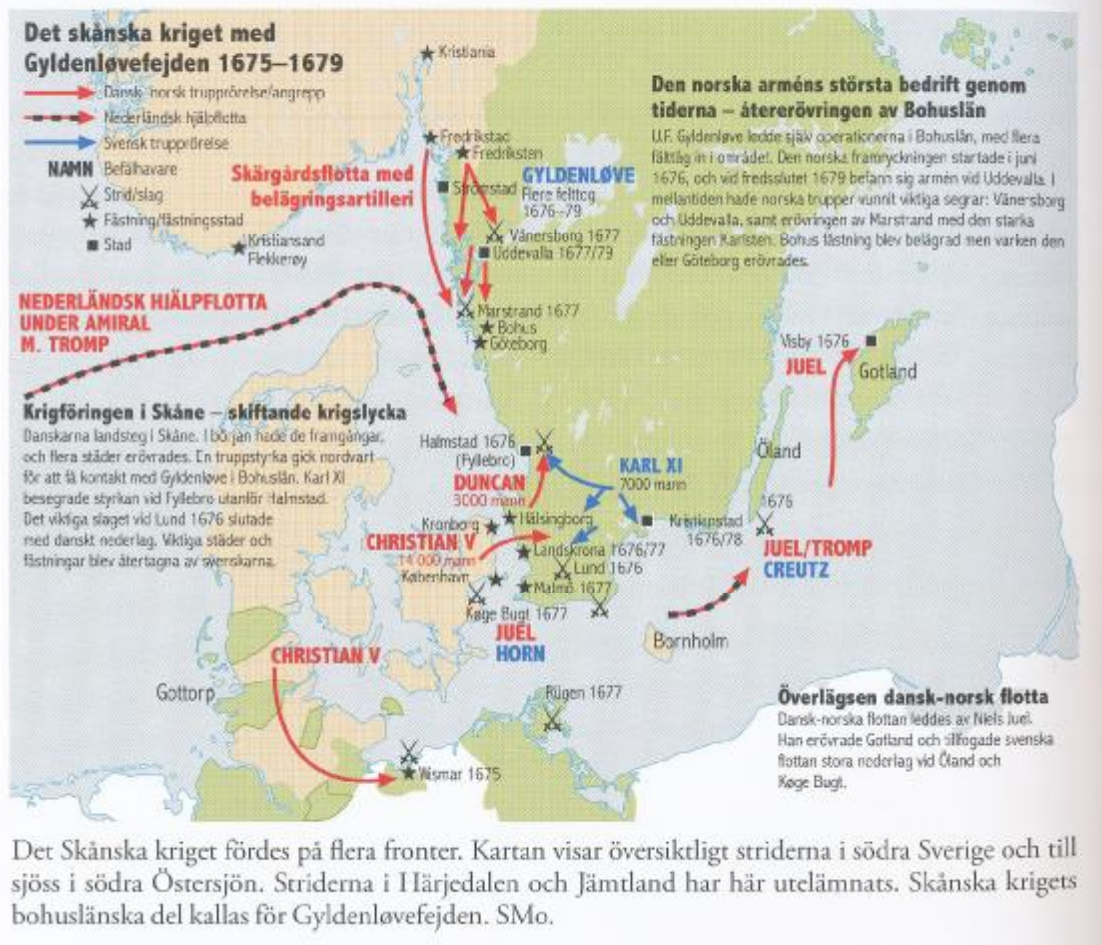 Det skånska kriget med
Gyldenløvefejden 1675–1679
Dansk-norsk trupprörelse/angrepp
Nederländsk hjälpflotta
Svensk trupprörelse
NAMN Befälhavare
Strid/slag
Fästning/fästningsstad
Stad
Kristiania
Fredrikstad
Fredriksten
Skärgårdsflotta med
belägringsartilleri
Strömstad
GYLDENLØVE
Flere felttog
1676–79
Vänersborg 1677
Uddevalla 1677/79
Kristiansand
Flekkerøy
Marstrand 1677
Bohus
Göteborg
Den norska arméns största bedrift genom
tiderna – återerövringen av Bohuslän
U.F. Gyldenløve ledde själv operationerna i Bohuslän, med flera
fälttåg in i området. Den norska framryckningen startade i juni
1676, och vid fredsslutet 1679 befann sig armén vid Uddevalla. I
mellantiden hade norska trupper vunnit viktiga segrar: Vänersborg
och Uddevalla, samt erövringen av Marstrand med den starka
fästningen Karlsten. Bohus fästning blev belägrad men varken den
eller Göteborg erövrades.
NEDERLÄNDSK HJÄLPFLOTTA
UNDER AMIRAL
M. TROMP
Visby 1676
JUEL
Gotland
Krigföringen i Skåne – skiftande krigslycka
Danskarna landsteg i Skåne. I början hade de framgångar,
och flera städer erövrades. En truppstyrka gick nordvart
för att få kontakt med Gyldenløve i Bohuslän. Karl XI
besegrade styrkan vid Fyllebro utanför Halmstad.
Det viktiga slaget vid Lund 1676 slutade
med danskt nederlag. Viktiga städer och
fästningar blev återtagna av svenskarna.
Halmstad 1676
(Fyllebro)
DUNCAN
3000 mann
KARL XI
7000 mann
Öland
1676
Kronborg
Hälsingborg
Kristianstad
1676/78
CHRISTIAN V
14 000 mann
København
Landskrona 1676/77
Lund 1676
Malmö 1677
JUEL/TROMP
CREUTZ
Køge Bugt 1677
JUEL
HORN
Bornholm
CHRISTIAN V
Gottorp
Rügen 1677
Wismar 1675
Överlägsen dansk-norsk flotta
Dansk-norska flottan leddes av Niels Juel.
Han erövrade Gotland och tillfogade svenska
flottan stora nederlag vid Öland och
Køge Bugt.
Det Skånska kriget fördes på flera fronter. Kartan visar översiktligt striderna i södra Sverige och till
sjöss i södra Östersjön. Striderna i Härjedalen och Jämtland har här utelämnats. Skånska krigets
bohuslänska del kallas för Gyldenløvefejden. SMo.